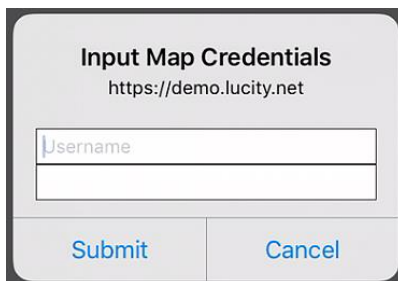 Input Map Credentials
https://demo.lucity.net
Username
Submit Cancel